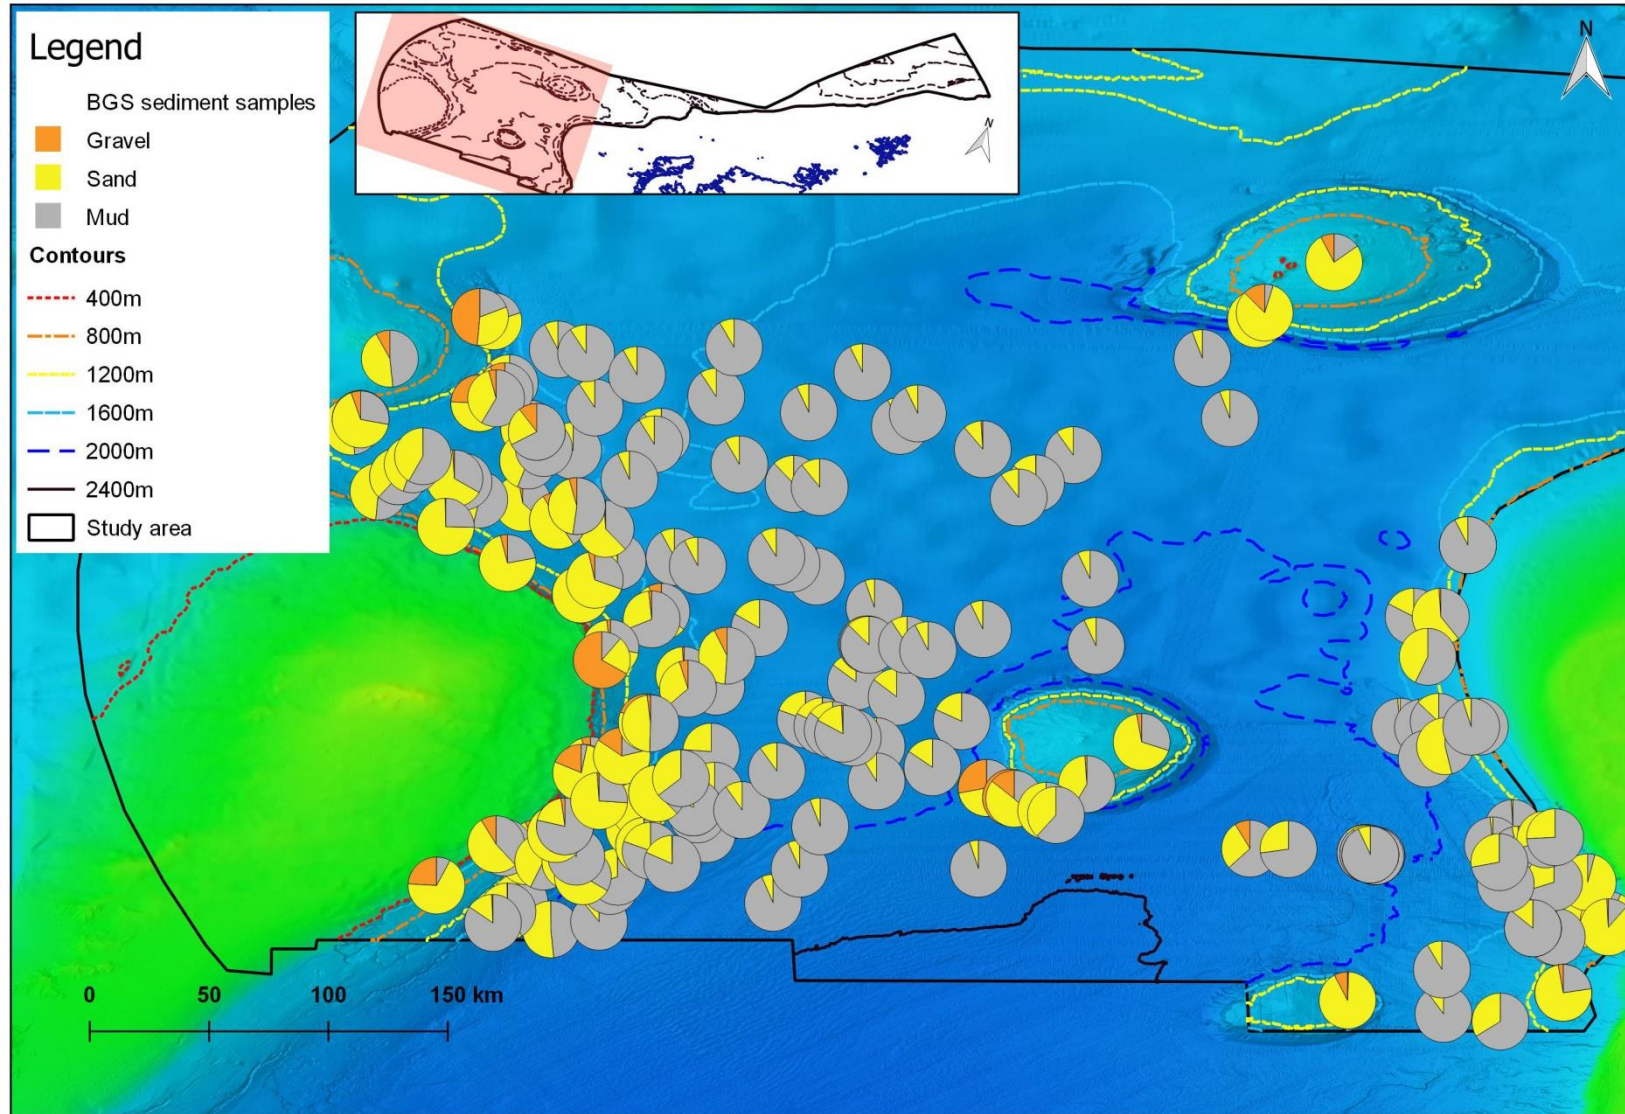 Legend
BGS sediment samples
Gravel
Sand
Mud
Contours
400m
800m
1200m
1600m
2000m
2400m
Study area
N
N
0 50 100 150 km